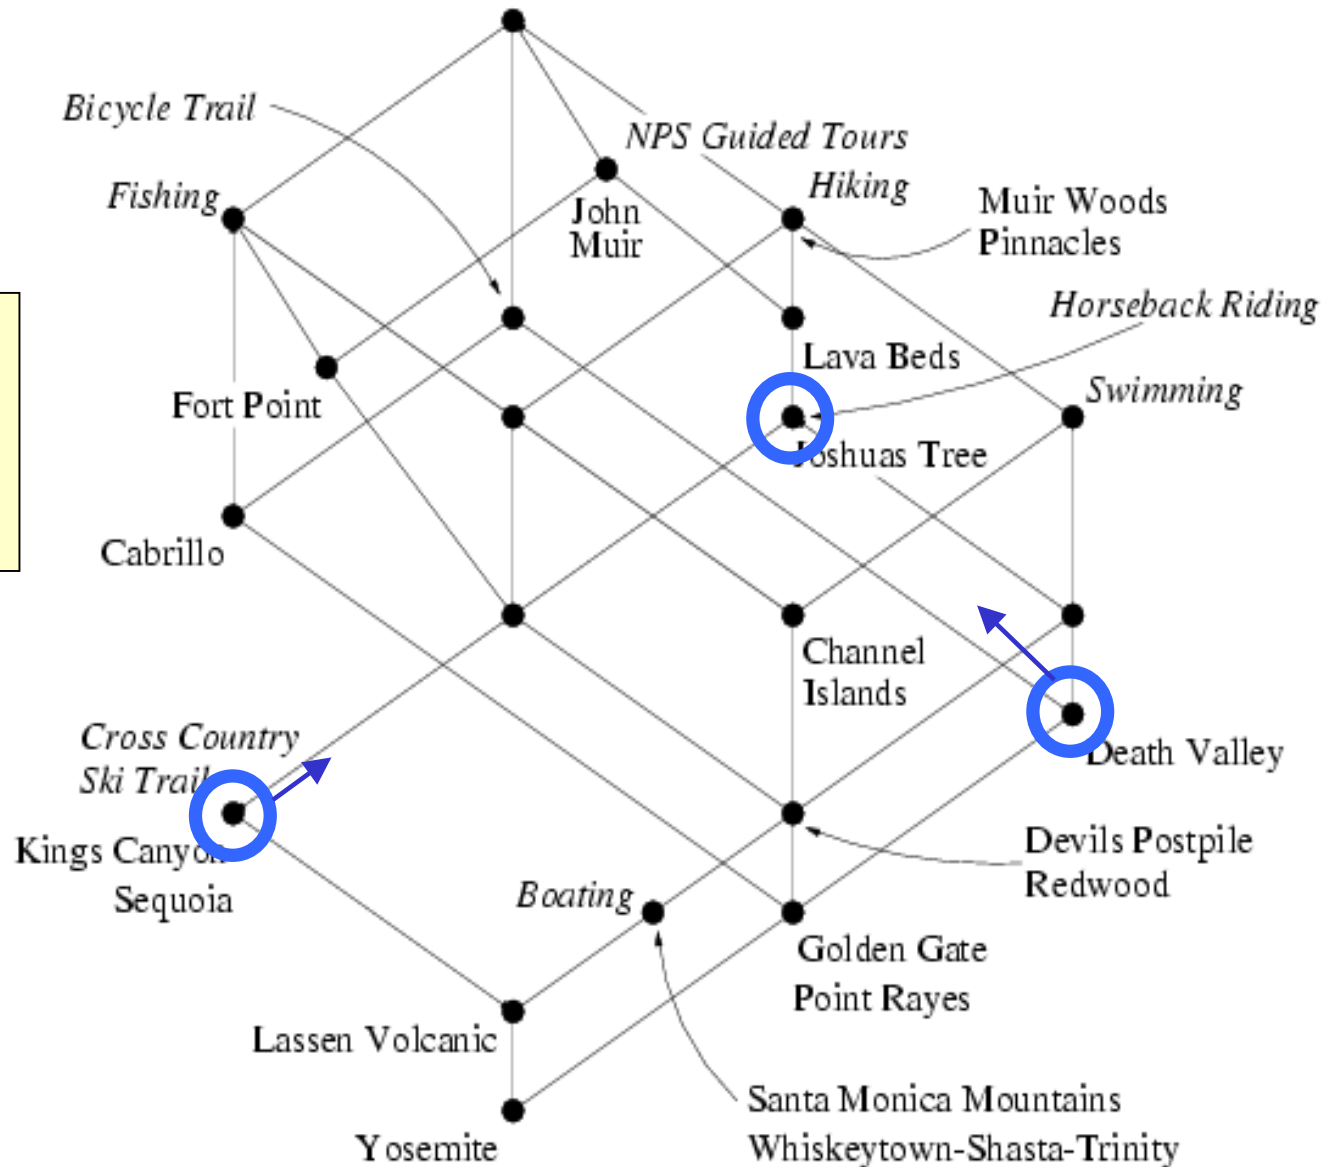 Bicycle Trail
NPS Guided Tours
Fishing
Hiking
John
Muir
Muir Woods
Pinnacles
Horseback Riding
Lava Beds
Swimming
Fort Point
Joshuas Tree
Cabrillo
Channel
Islands
Cross Country
Ski Trail
Death Valley
Kings Canyon
Sequoia
Devils Postpile
Redwood
Boating
Golden Gate
Point Rayes
Lassen Volcanic
Santa Monica Mountains
Whiskeytown-Shasta-Trinity
Yosemite